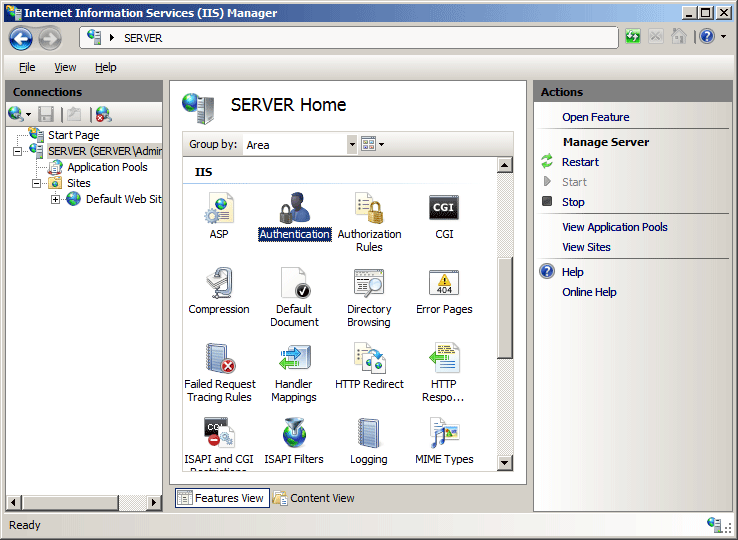 Internet Information Services (IIS) Manager
SERVER
File View Help
Connections
Start Page
SERVER (SERVER\Admin
Application Pools
Sites
Default Web Sit
SERVER Home
Group by: Area
IIS
ASP
Authentication
Authorization
Rules
CGI
CGI
Compression
Default
Document
Directory
Browsing
404
Error Pages
Failed Request
Tracing Rules
Handler
Mappings
HTTP Redirect
HTTP
Respo...
CGI
ISAPI and CGI
Restrictions
ISAPI Filters
Logging
MIME Types
Features View
Content View
Actions
Open Feature
Manage Server
Restart
Start
Stop
View Application Pools
View Sites
Help
Online Help
Ready